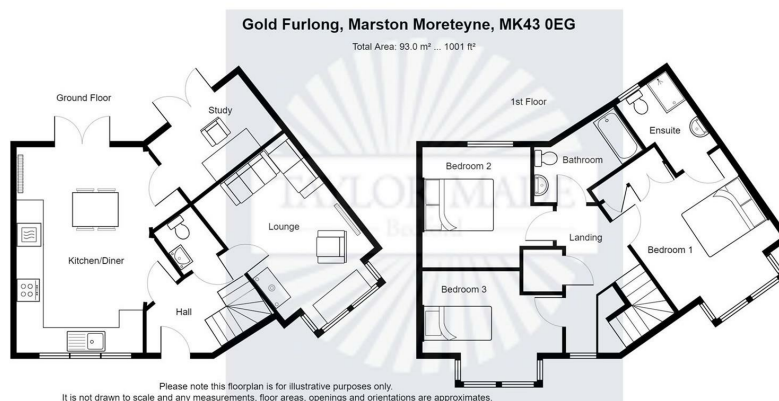 Gold Furlong, Marston Moreteyne, MK43 0EG
Total Area: 93.0 m² ... 1001 ft²
Ground Floor
1st Floor
Study
Ensuite
Bedroom 2
Bathroom
TAYLOR MADE
Lounge
Landing
Bedroom 1
Kitchen/Diner
Bedroom 3
Hall
Please note this floorplan is for illustrative purposes only.
It is not drawn to scale and any measurements, floor areas, openings and orientations are approximates.